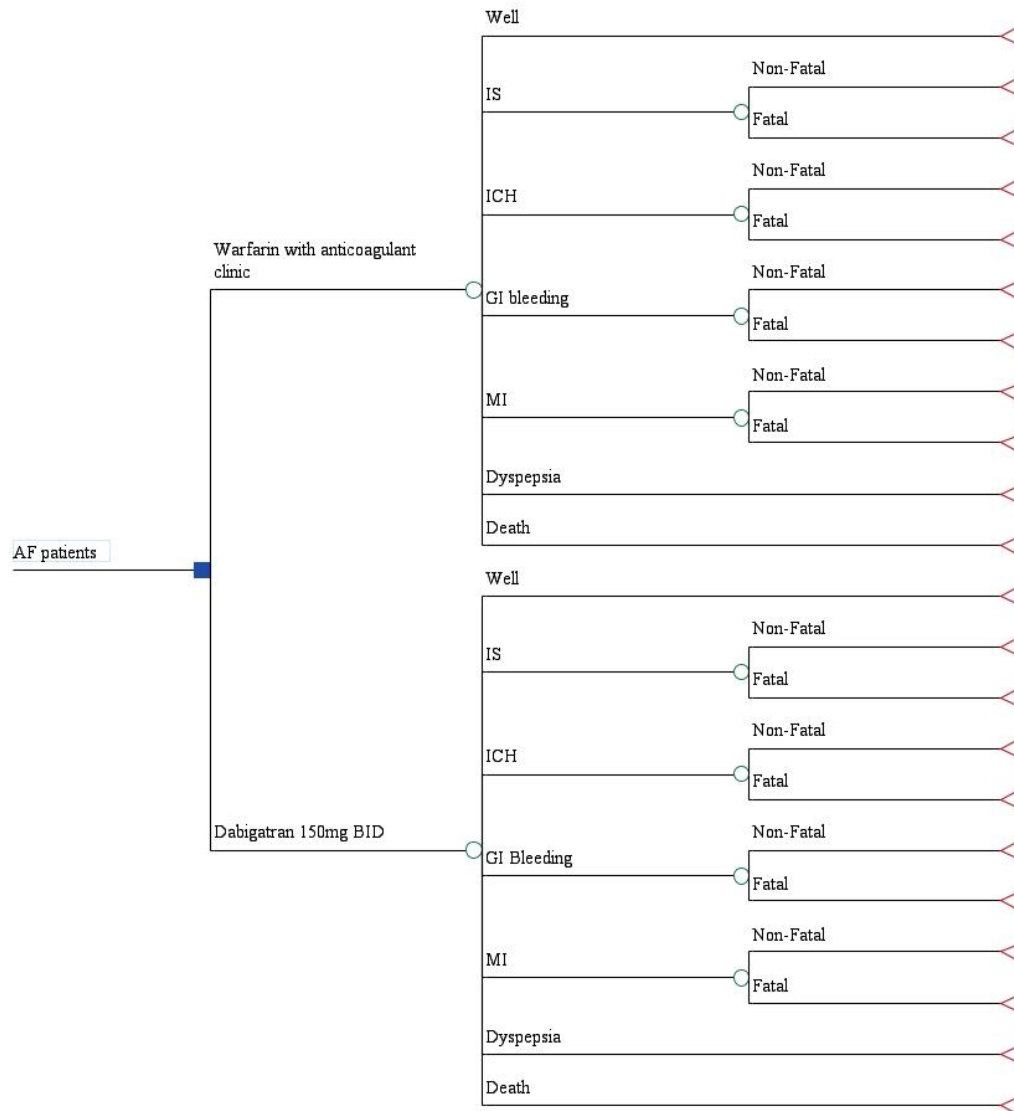 Well
Non-Fatal
IS
Fatal
Non-Fatal
ICH
Fatal
Warfarin with anticoagulant
clinic
Non-Fatal
GI bleeding
Fatal
Non-Fatal
MI
Fatal
Dyspepsia
Death
AF patients
Well
Non-Fatal
IS
Fatal
Non-Fatal
ICH
Fatal
Dabigatran 150mg BID
Non-Fatal
GI Bleeding
Fatal
Non-Fatal
MI
Fatal
Dyspepsia
Death